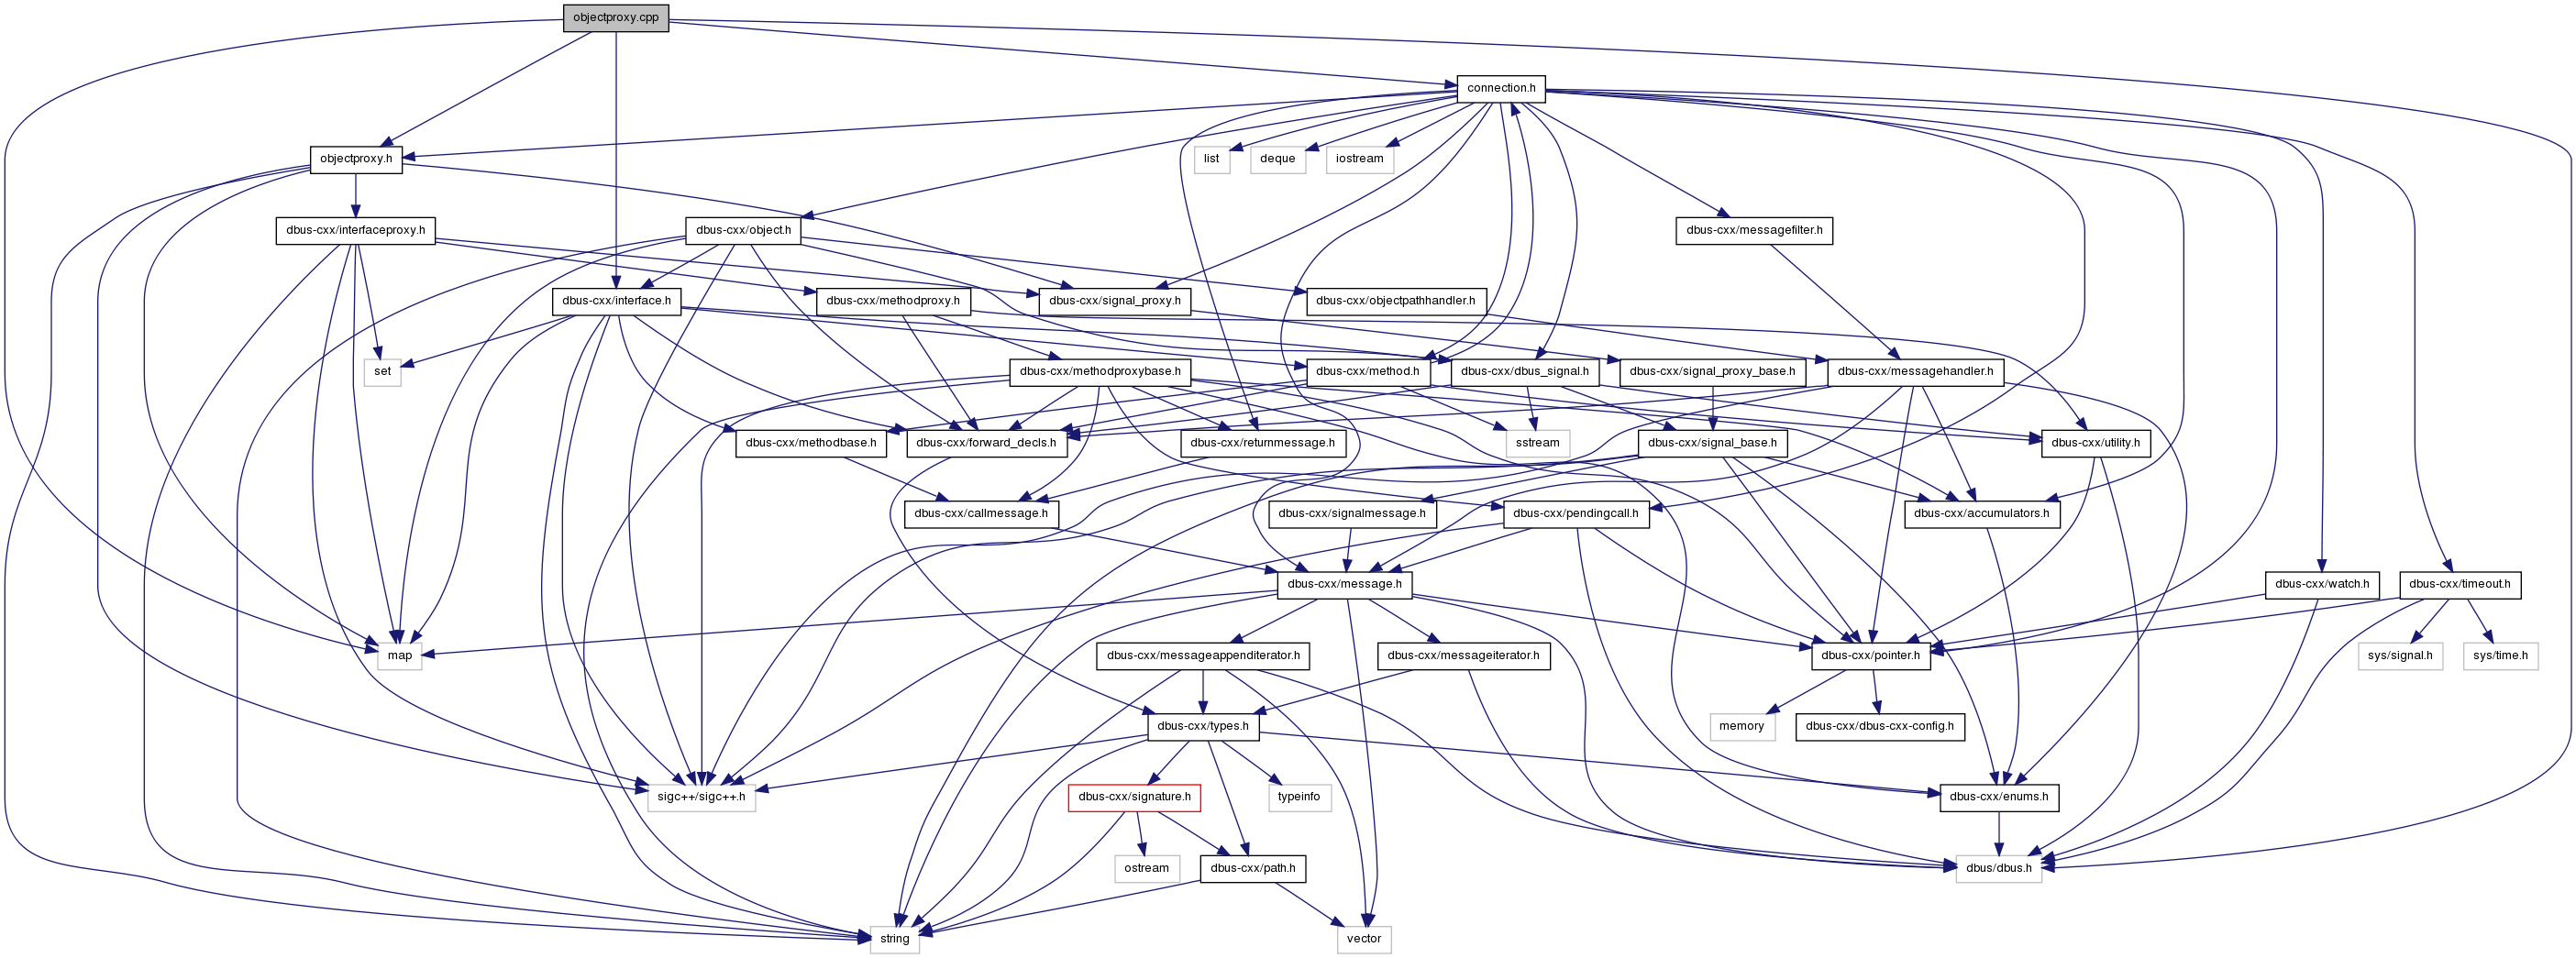 objectproxy.cpp
connection.h
objectproxy.h
list
deque
iostream
dbus-cxx/interfaceproxy.h
dbus-cxx/object.h
dbus-cxx/messagefilter.h
dbus-cxx/interface.h
dbus-cxx/methodproxy.h
dbus-cxx/signal_proxy.h
dbus-cxx/objectpathhandler.h
set
dbus-cxx/methodproxybase.h
dbus-cxx/method.h
dbus-cxx/dbus_signal.h
dbus-cxx/signal_proxy_base.h
dbus-cxx/messagehandler.h
dbus-cxx/methodbase.h
dbus-cxx/forward_decls.h
dbus-cxx/returnmessage.h
sstream
dbus-cxx/signal_base.h
dbus-cxx/utility.h
dbus-cxx/callmessage.h
dbus-cxx/signalmessage.h
dbus-cxx/pendingcall.h
dbus-cxx/accumulators.h
dbus-cxx/message.h
dbus-cxx/watch.h
dbus-cxx/timeout.h
map
dbus-cxx/messageappenditerator.h
dbus-cxx/messageiterator.h
dbus-cxx/pointer.h
sys/signal.h
sys/time.h
dbus-cxx/types.h
memory
dbus-cxx/dbus-cxx-config.h
sigc++/sigc++.h
dbus-cxx/signature.h
typeinfo
dbus-cxx/enums.h
ostream
dbus-cxx/path.h
dbus/dbus.h
string
vector